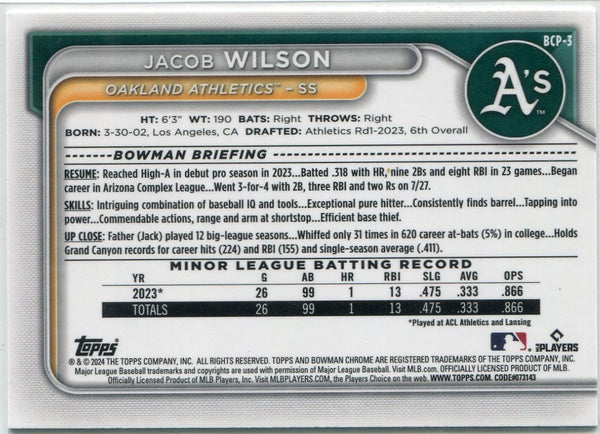 BCP-3
JACOB WILSON
A's
OAKLAND ATHLETICS™ – SS
HT: 6'3" WT: 190 BATS: Right THROWS: Right
BORN: 3-30-02, Los Angeles, CA DRAFTED: Athletics Rd1-2023, 6th Overall
BOWMAN BRIEFING
RESUME: Reached High-A in debut pro season in 2023...Batted .318 with HR, nine 2Bs and eight RBI in 23 games...Began
career in Arizona Complex League...Went 3-for-4 with 2B, three RBI and two Rs on 7/27.
SKILLS: Intriguing combination of baseball IQ and tools...Exceptional pure hitter...Consistently finds barrel...Tapping into
power...Commendable actions, range and arm at shortstop...Efficient base thief.
UP CLOSE: Father (Jack) played 12 big-league seasons...Whiffed only 31 times in 620 career at-bats (5%) in college...Holds
Grand Canyon records for career hits (224) and RBI (155) and single-season average (.411).
MINOR LEAGUE BATTING RECORD
YR G AB HR RBI SLG AVG OPS
2023* 26 99 1 13 .475 .333 .866
TOTALS 26 99 1 13 .475 .333 .866
*Played at ACL Athletics and Lansing
Topps
MLB PLAYERS
® & © 2024 THE TOPPS COMPANY, INC. ALL RIGHTS RESERVED. TOPPS AND BOWMAN CHROME ARE REGISTERED TRADEMARKS OF THE TOPPS COMPANY, INC.
Major League Baseball trademarks and copyrights are used with permission of Major League Baseball. Visit MLB.com. OFFICIALLY LICENSED PRODUCT OF MLB.
Officially Licensed Product of MLB Players, Inc. Visit MLBPLAYERS.COM, the Players Choice on the web. WWW.TOPPS.COM. CODE#073143